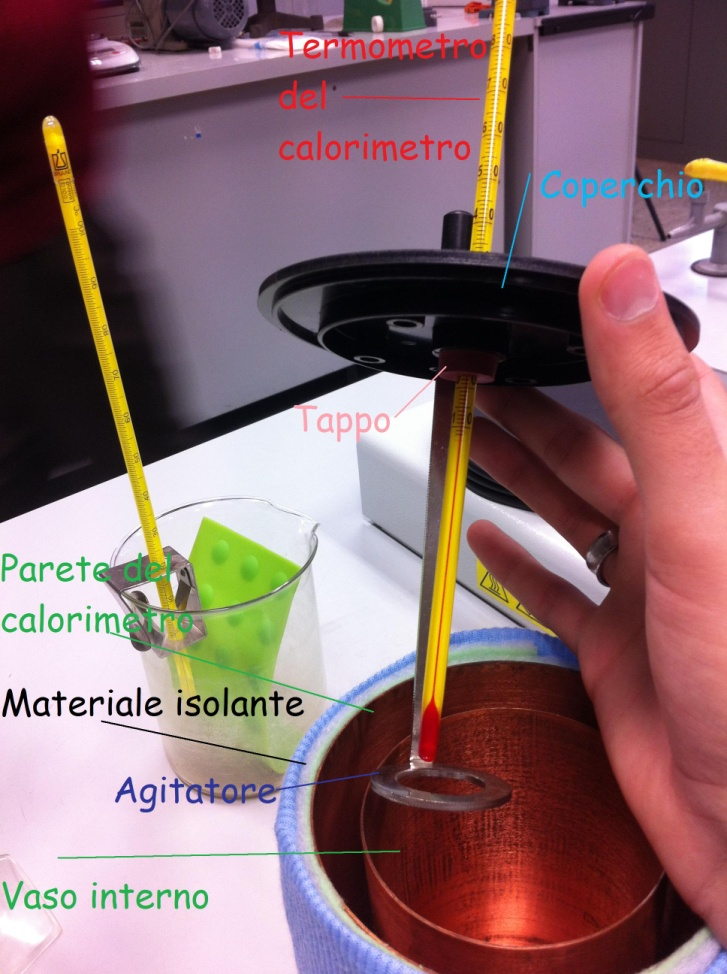 Termometro
del
calorimetro
Coperchio
Tappo
Parete del
calorimetro
Materiale isolante
Agitatore
Vaso interno